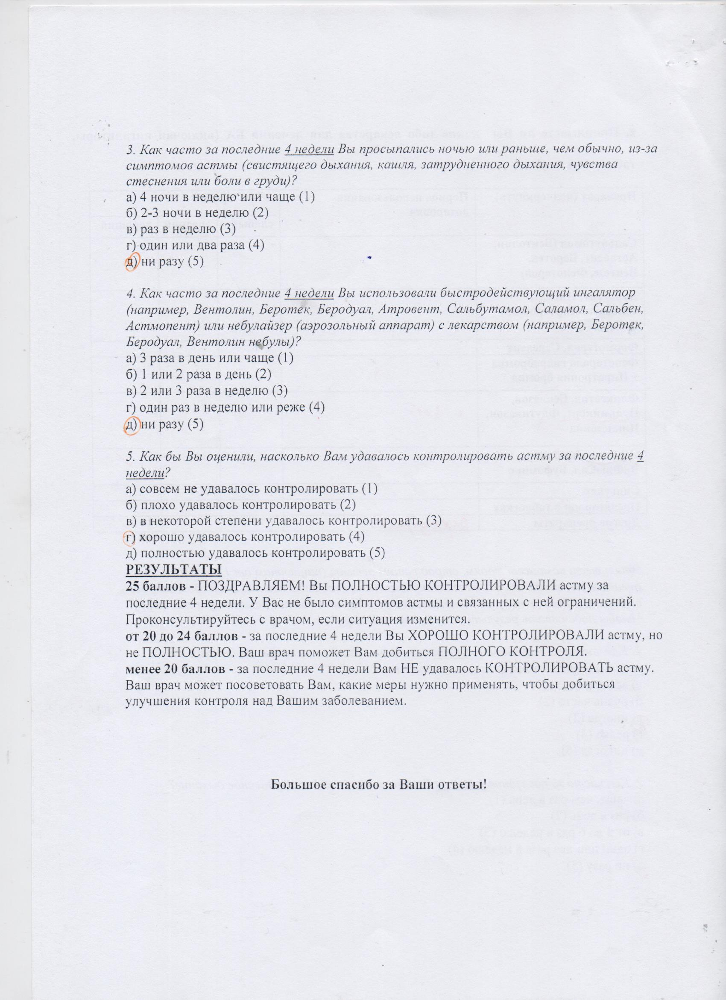 3. Как часто за последние 4 недели Вы просыпались ночью или раньше, чем обычно, из-за
симптомов астмы (свистящего дыхания, кашля, затрудненного дыхания, чувства
стеснения или боли в груди)?
а) 4 ночи в неделю или чаще (1)
б) 2-3 ночи в неделю (2)
в) раз в неделю (3)
г) один или два раза (4)
д) ни разу (5)
4. Как часто за последние 4 недели Вы использовали быстродействующий ингалятор
(например, Вентолин, Беротек, Беродуал, Атровент, Сальбутамол, Саламол, Сальбен,
Астмопент) или небулайзер (аэрозольный аппарат) с лекарством (например, Беротек,
Беродуал, Вентолин небулы)?
а) 3 раза в день или чаще (1)
б) 1 или 2 раза в день (2)
в) 2 или 3 раза в неделю (3)
г) один раз в неделю или реже (4)
д) ни разу (5)
5. Как бы Вы оценили, насколько Вам удавалось контролировать астму за последние 4
недели?
а) совсем не удавалось контролировать (1)
б) плохо удавалось контролировать (2)
в) в некоторой степени удавалось контролировать (3)
г) хорошо удавалось контролировать (4)
д) полностью удавалось контролировать (5)
РЕЗУЛЬТАТЫ
25 баллов - ПОЗДРАВЛЯЕМ! Вы ПОЛНОСТЬЮ КОНТРОЛИРОВАЛИ астму за
последние 4 недели. У Вас не было симптомов астмы и связанных с ней ограничений.
Проконсультируйтесь с врачом, если ситуация изменится.
от 20 до 24 баллов - за последние 4 недели Вы ХОРОШО КОНТРОЛИРОВАЛИ астму, но
не ПОЛНОСТЬЮ. Ваш врач поможет Вам добиться ПОЛНОГО КОНТРОЛЯ.
менее 20 баллов - за последние 4 недели Вам НЕ удавалось КОНТРОЛИРОВАТЬ астму.
Ваш врач может посоветовать Вам, какие меры нужно применять, чтобы добиться
улучшения контроля над Вашим заболеванием.
Большое спасибо за Ваши ответы!